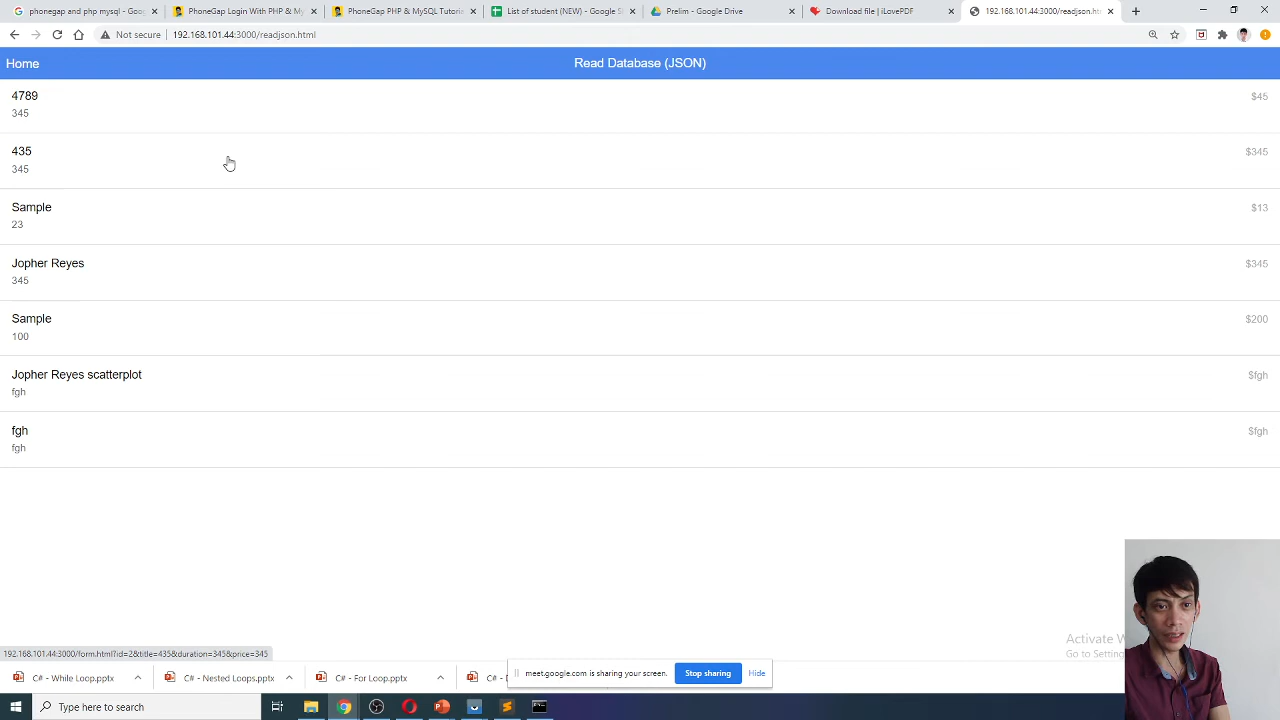 phonegap and php mysql - Goog
PhoneGap Login With PHP & My
PhoneGap PHP & MySQL Tutoria
List of student (NEW) - Google S
Prelim - Google Drive
Download file | iLovePDF
192.168.101.44:3000/readjson.htm
Not secure
192.168.101.44:3000/readjson.html
Home
Read Database (JSON)
4789
$45
345
435
$345
345
Sample
$13
23
Jopher Reyes
$345
345
Sample
$200
100
Jopher Reyes scatterplot
$fgh
fgh
fgh
$fgh
fgh
Activate W
Go to Setting
192.168.101.44:3000/form.html?id=2&title=435&duration=345&price=345
C# - While Loop.pptx
C# - Nested Loops.pptx
C# - For Loop.pptx
C# - D
meet.google.com is sharing your screen.
Stop sharing
Hide
Type here to search